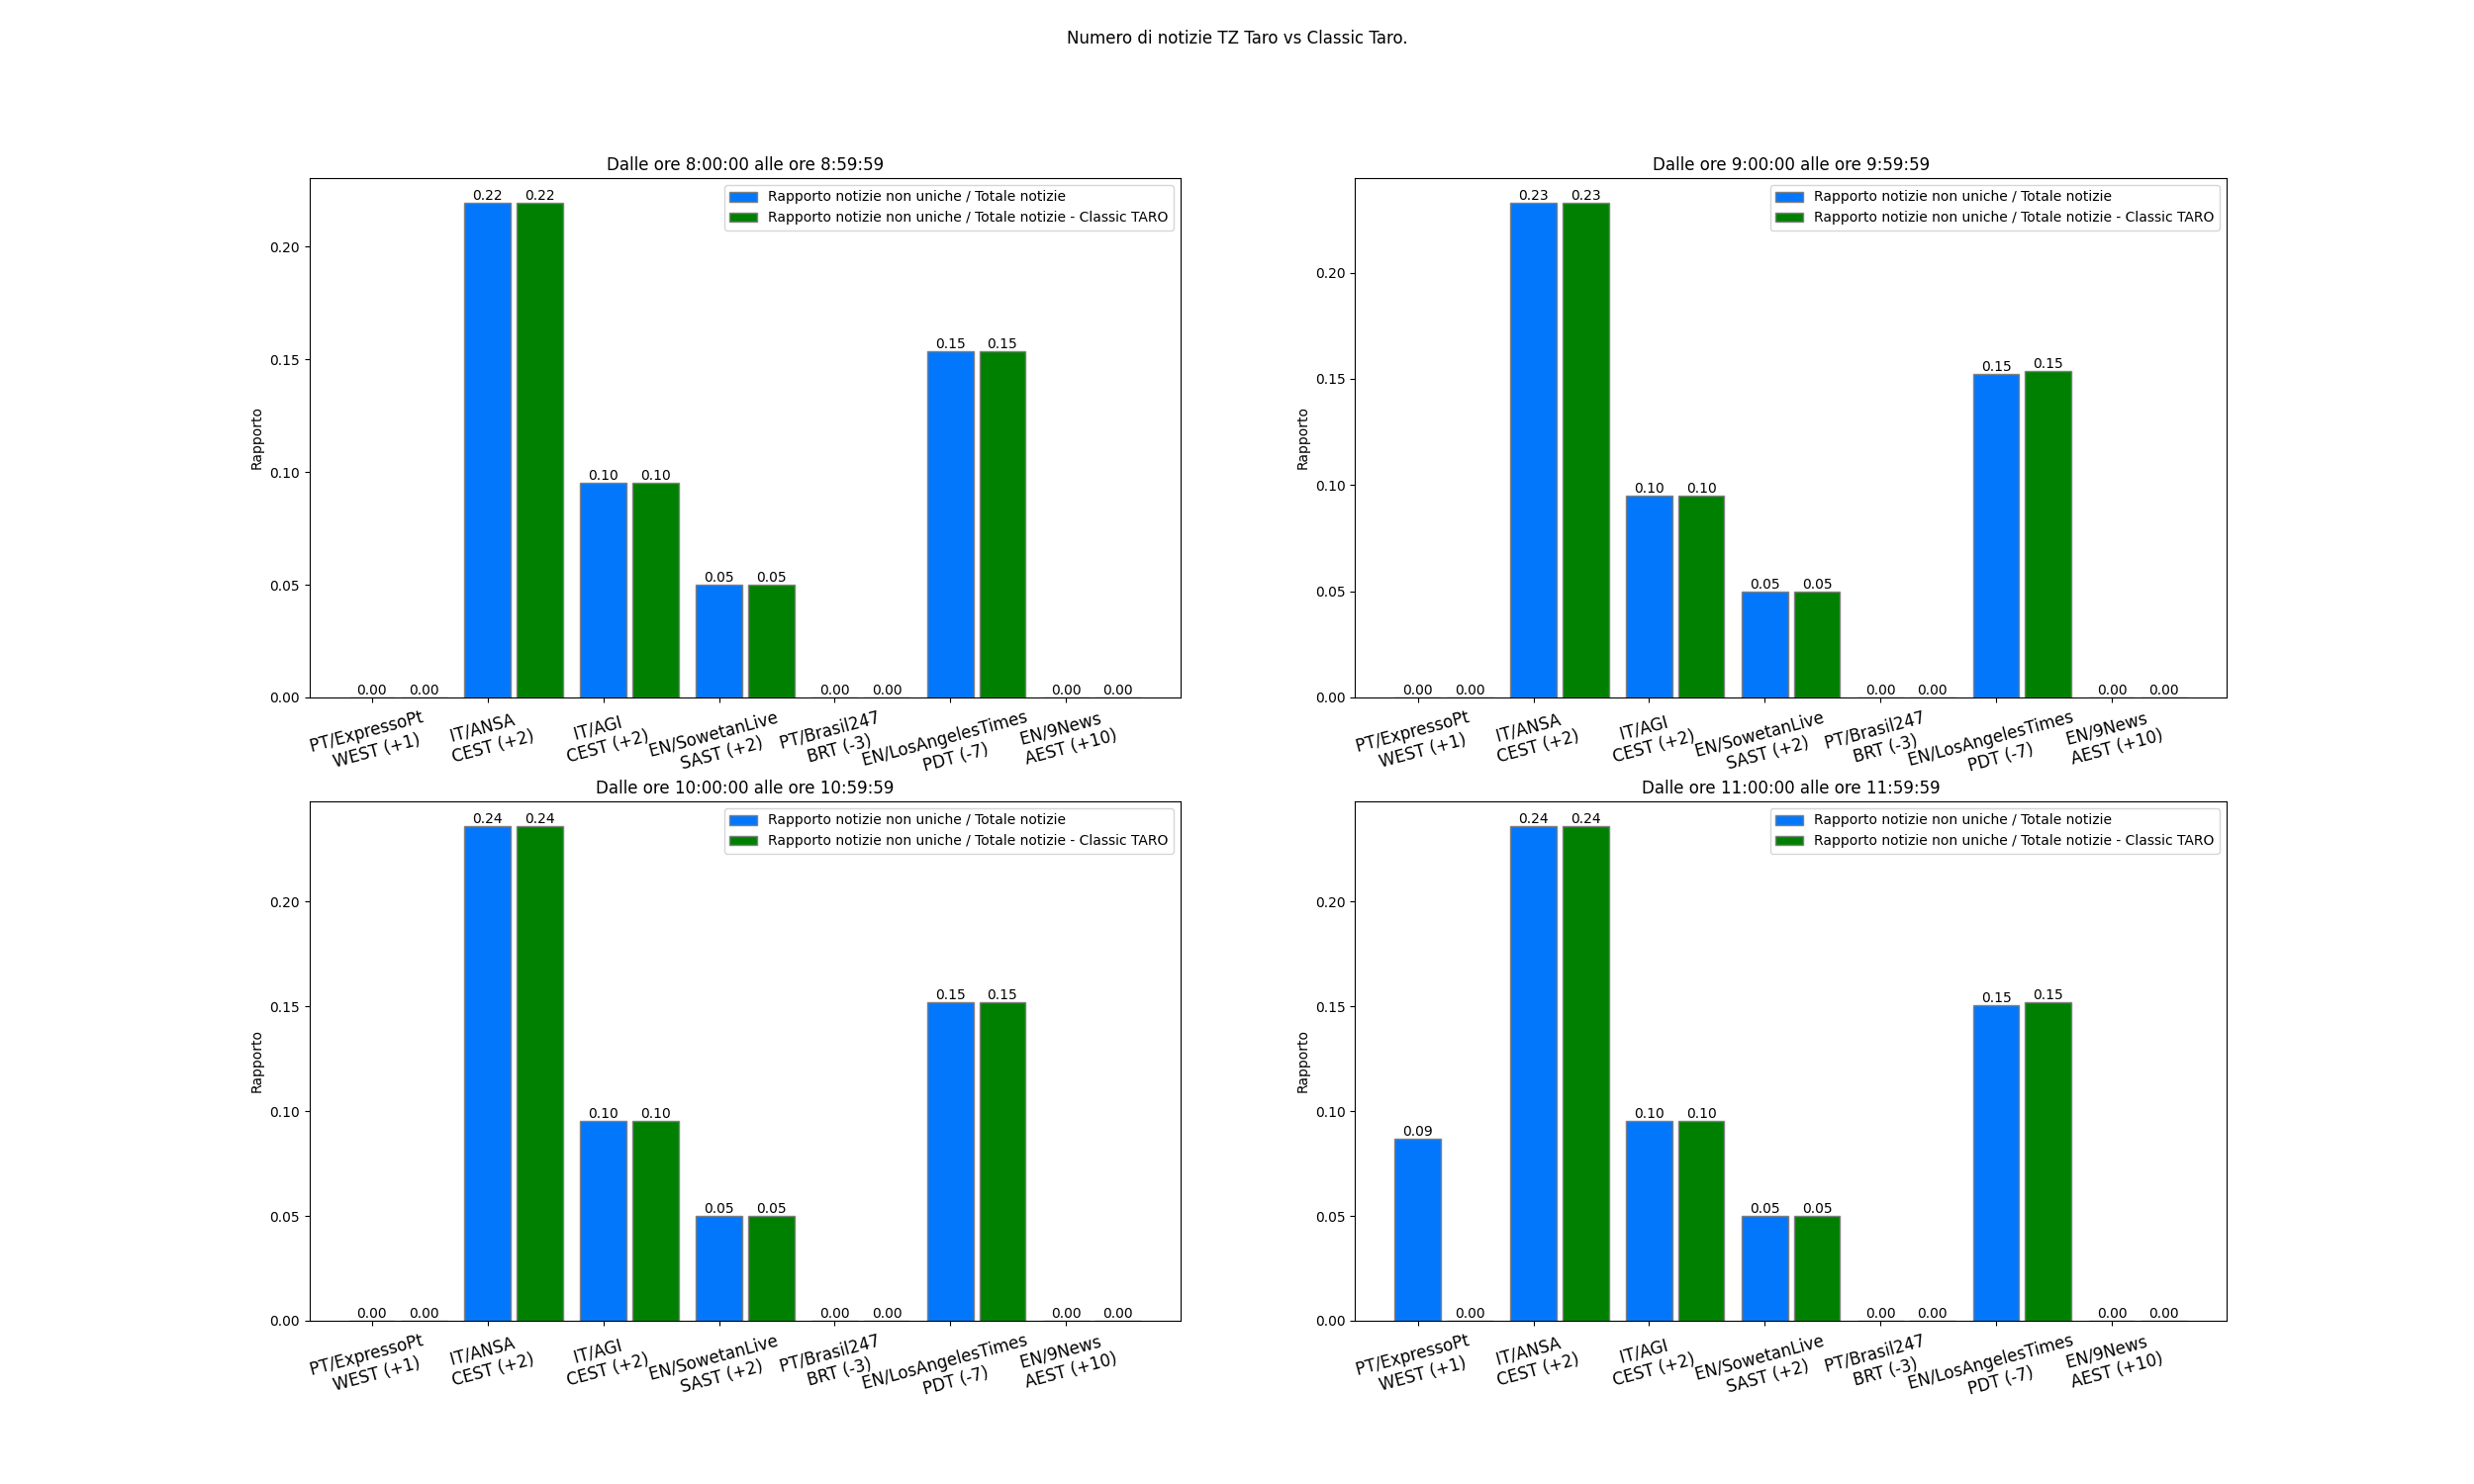 Numero di notizie TZ Taro vs Classic Taro.
Dalle ore 8:00:00 alle ore 8:59:59
Rapporto notizie non uniche / Totale notizie
Rapporto notizie non uniche / Totale notizie - Classic TARO
Rapporto
0.20
0.15
0.10
0.05
0.00
0.00 0.00 0.22 0.22 0.10 0.10 0.05 0.05 0.00 0.00 0.15 0.15 0.00 0.00
PT/ExpressoPt
WEST (+1)
IT/ANSA
CEST (+2)
IT/AGI
CEST (+2)
EN/SowetanLive
SAST (+2)
PT/Brasil247
BRT (-3)
EN/LosAngelesTimes
PDT (-7)
EN/9News
AEST (+10)
Dalle ore 9:00:00 alle ore 9:59:59
Rapporto notizie non uniche / Totale notizie
Rapporto notizie non uniche / Totale notizie - Classic TARO
Rapporto
0.20
0.15
0.10
0.05
0.00
0.00 0.00 0.23 0.23 0.10 0.10 0.05 0.05 0.00 0.00 0.15 0.15 0.00 0.00
PT/ExpressoPt
WEST (+1)
IT/ANSA
CEST (+2)
IT/AGI
CEST (+2)
EN/SowetanLive
SAST (+2)
PT/Brasil247
BRT (-3)
EN/LosAngelesTimes
PDT (-7)
EN/9News
AEST (+10)
Dalle ore 10:00:00 alle ore 10:59:59
Rapporto notizie non uniche / Totale notizie
Rapporto notizie non uniche / Totale notizie - Classic TARO
Rapporto
0.20
0.15
0.10
0.05
0.00
0.00 0.00 0.24 0.24 0.10 0.10 0.05 0.05 0.00 0.00 0.15 0.15 0.00 0.00
PT/ExpressoPt
WEST (+1)
IT/ANSA
CEST (+2)
IT/AGI
CEST (+2)
EN/SowetanLive
SAST (+2)
PT/Brasil247
BRT (-3)
EN/LosAngelesTimes
PDT (-7)
EN/9News
AEST (+10)
Dalle ore 11:00:00 alle ore 11:59:59
Rapporto notizie non uniche / Totale notizie
Rapporto notizie non uniche / Totale notizie - Classic TARO
Rapporto
0.20
0.15
0.10
0.05
0.00
0.09 0.00 0.24 0.24 0.10 0.10 0.05 0.05 0.00 0.00 0.15 0.15 0.00 0.00
PT/ExpressoPt
WEST (+1)
IT/ANSA
CEST (+2)
IT/AGI
CEST (+2)
EN/SowetanLive
SAST (+2)
PT/Brasil247
BRT (-3)
EN/LosAngelesTimes
PDT (-7)
EN/9News
AEST (+10)